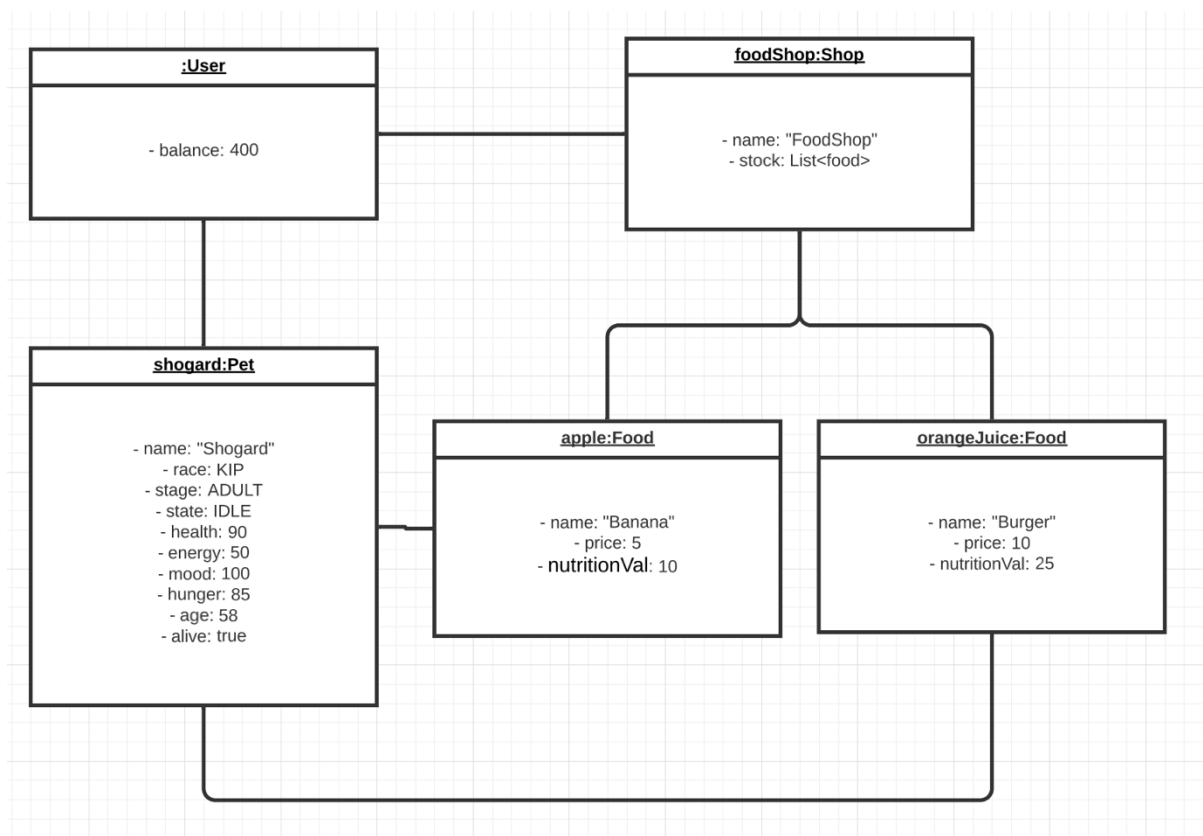 :User
- balance: 400
foodShop:Shop
- name: "FoodShop"
- stock: List<food>
shogard:Pet
- name: "Shogard"
- race: KIP
- stage: ADULT
- state: IDLE
- health: 90
- energy: 50
- mood: 100
- hunger: 85
- age: 58
- alive: true
apple:Food
- name: "Banana"
- price: 5
- nutritionVal: 10
orangeJuice:Food
- name: "Burger"
- price: 10
- nutritionVal: 25